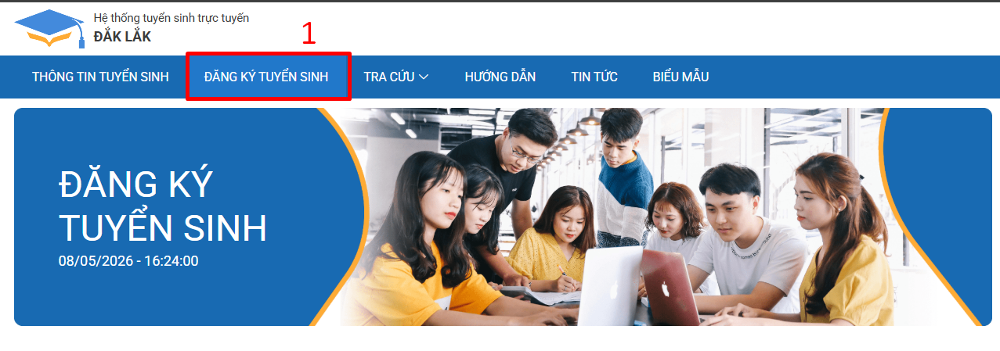 Hệ thống tuyển sinh trực tuyến
ĐẮK LẮK
1
THÔNG TIN TUYỂN SINH ĐĂNG KÝ TUYỂN SINH TRA CỨU HƯỚNG DẪN TIN TỨC BIỂU MẪU
ĐĂNG KÝ
TUYỂN SINH
08/05/2026 - 16:24:00